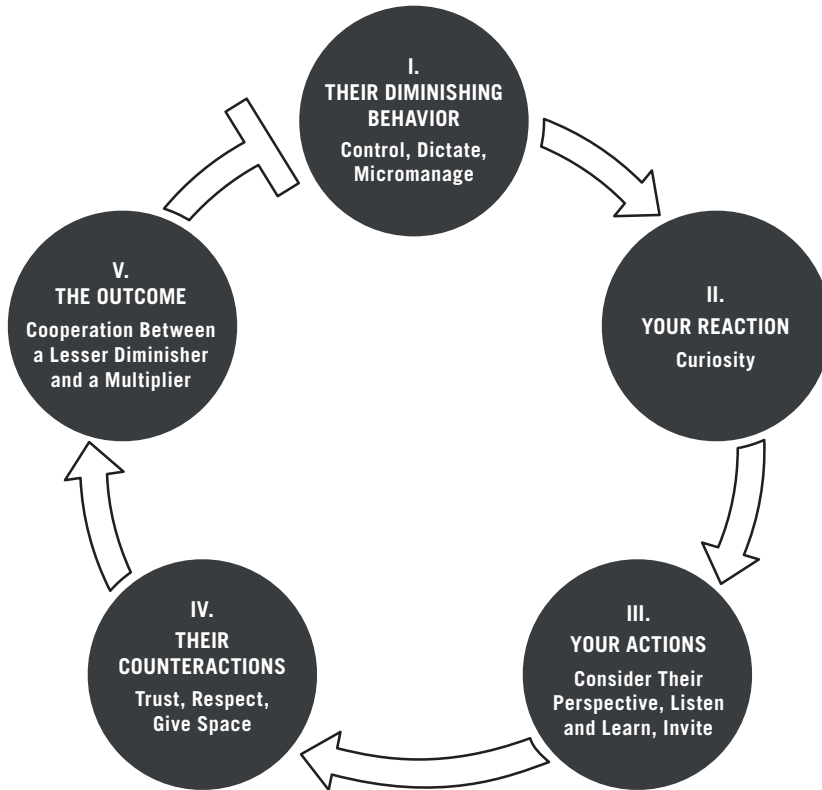 I.
THEIR DIMINISHING
BEHAVIOR
Control, Dictate,
Micromanage
II.
YOUR REACTION
Curiosity
III.
YOUR ACTIONS
Consider Their
Perspective, Listen
and Learn, Invite
IV.
THEIR
COUNTERACTIONS
Trust, Respect,
Give Space
V.
THE OUTCOME
Cooperation Between
a Lesser Diminisher
and a Multiplier